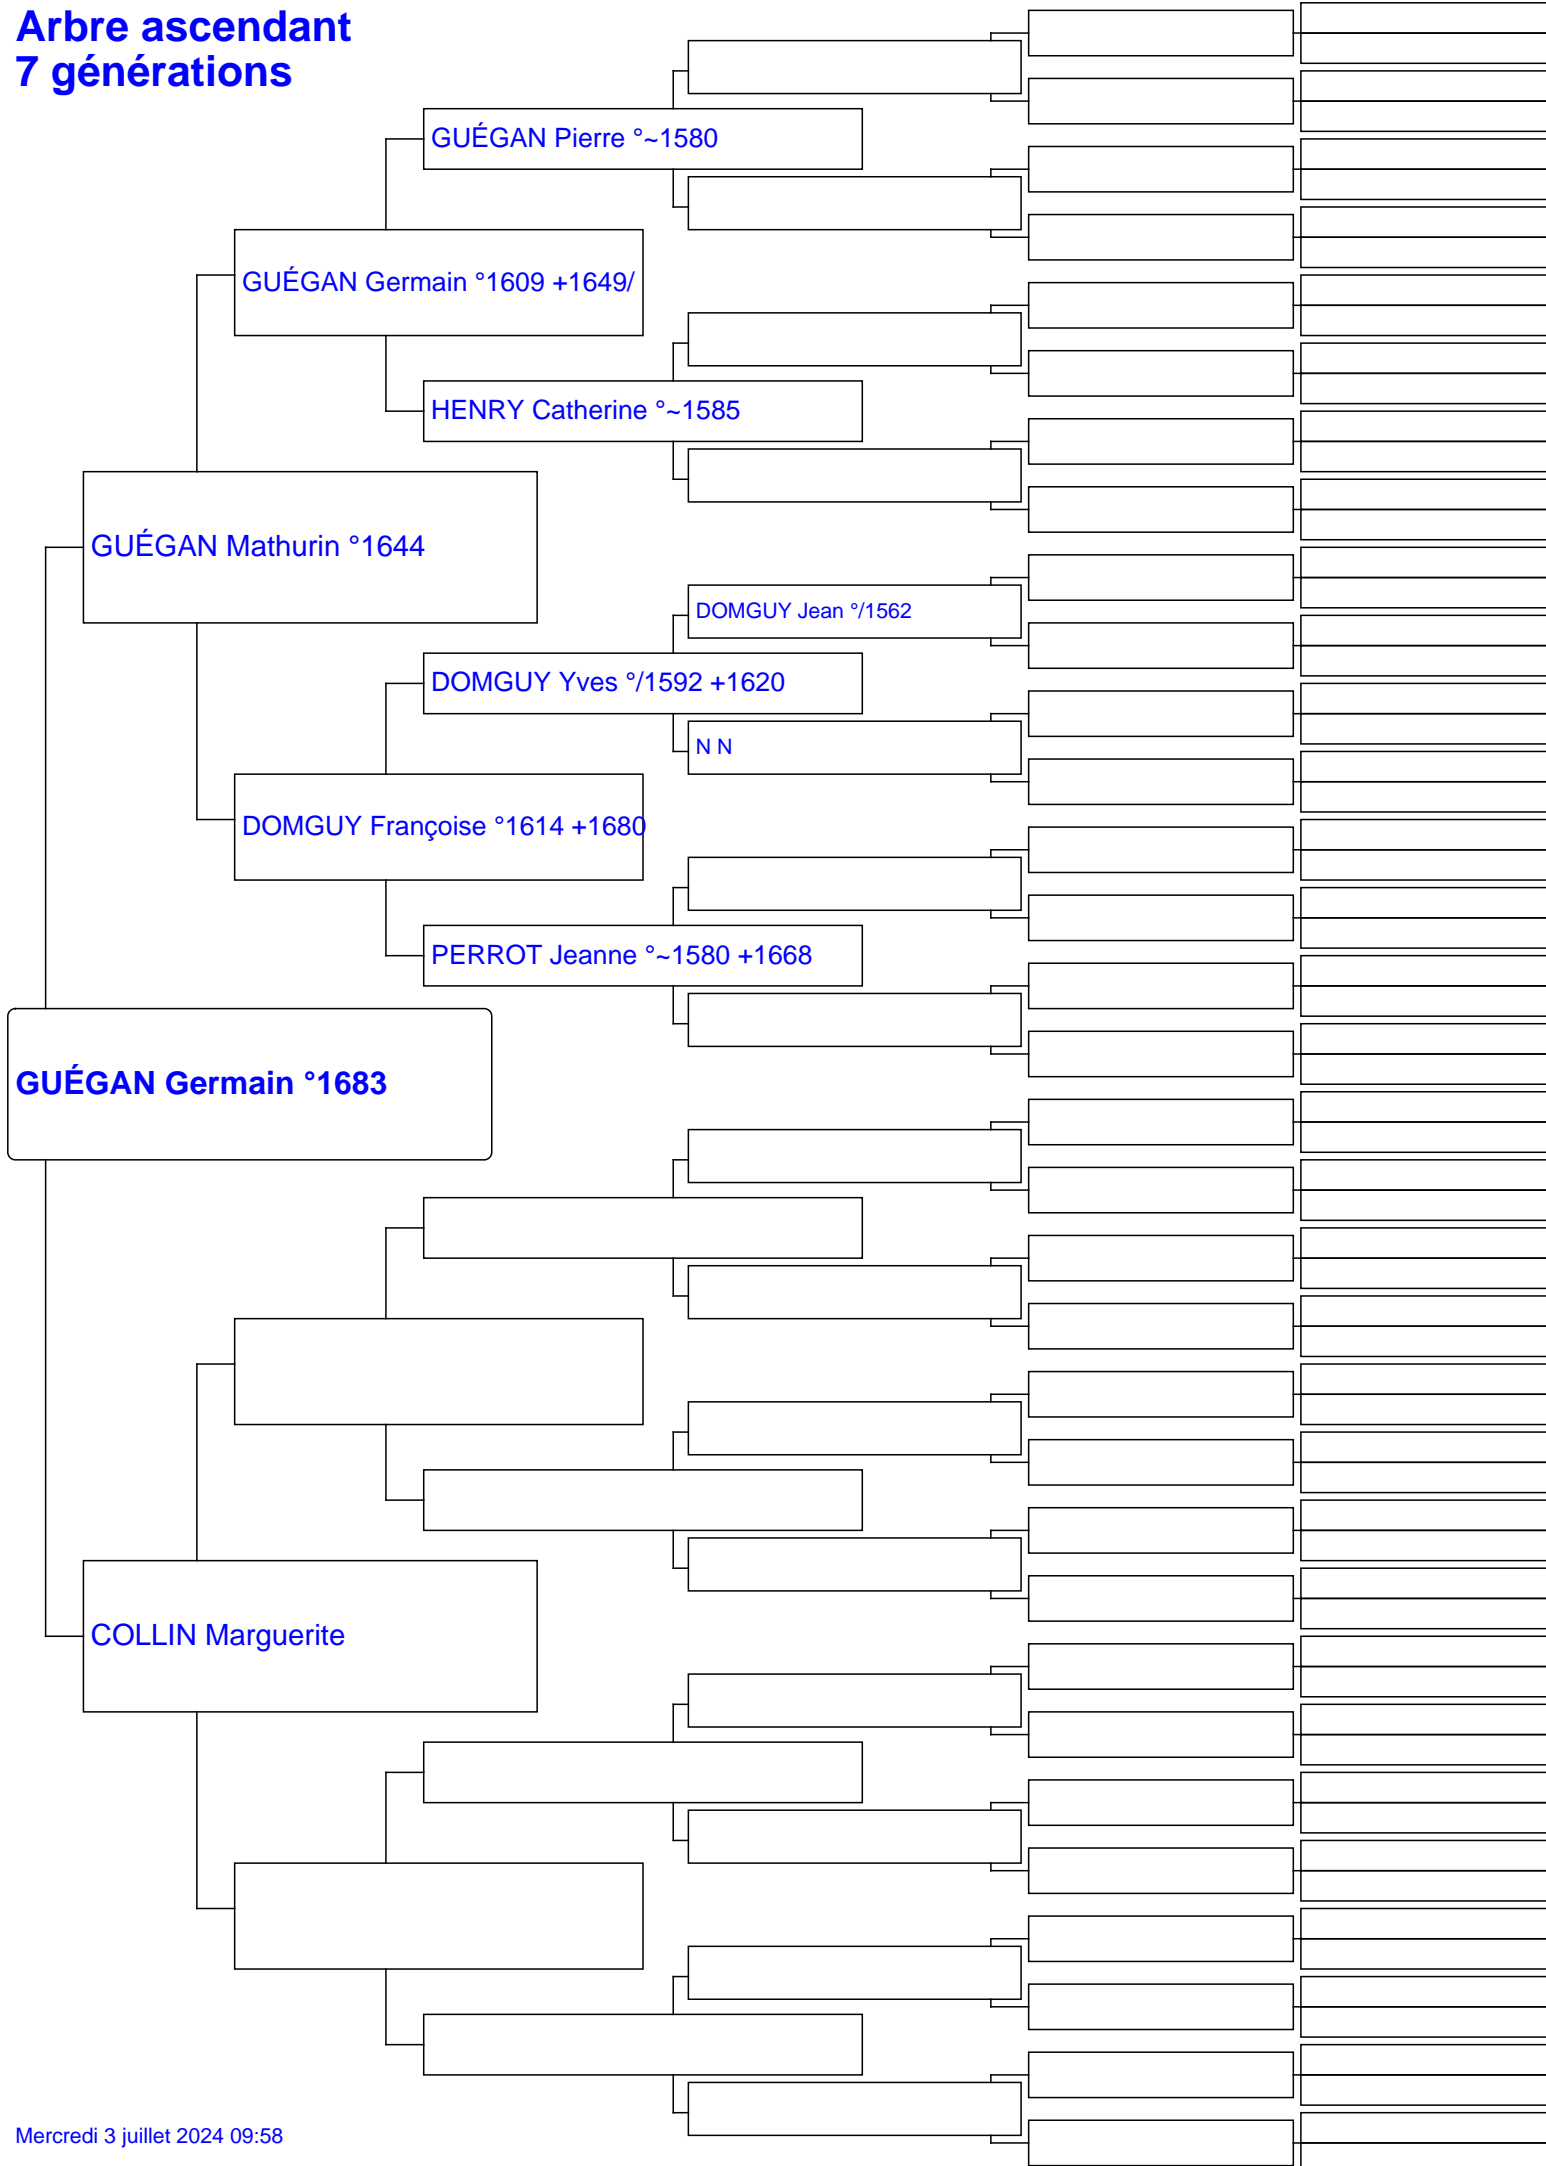 Arbre ascendant
7 générations
GUÉGAN Pierre °~1580
GUÉGAN Germain °1609 +1649/
HENRY Catherine °~1585
GUÉGAN Mathurin °1644
DOMGUY Jean °/1562
DOMGUY Yves °/1592 +1620
N N
DOMGUY Françoise °1614 +1680
PERROT Jeanne °~1580 +1668
GUÉGAN Germain °1683
COLLIN Marguerite
Mercredi 3 juillet 2024 09:58